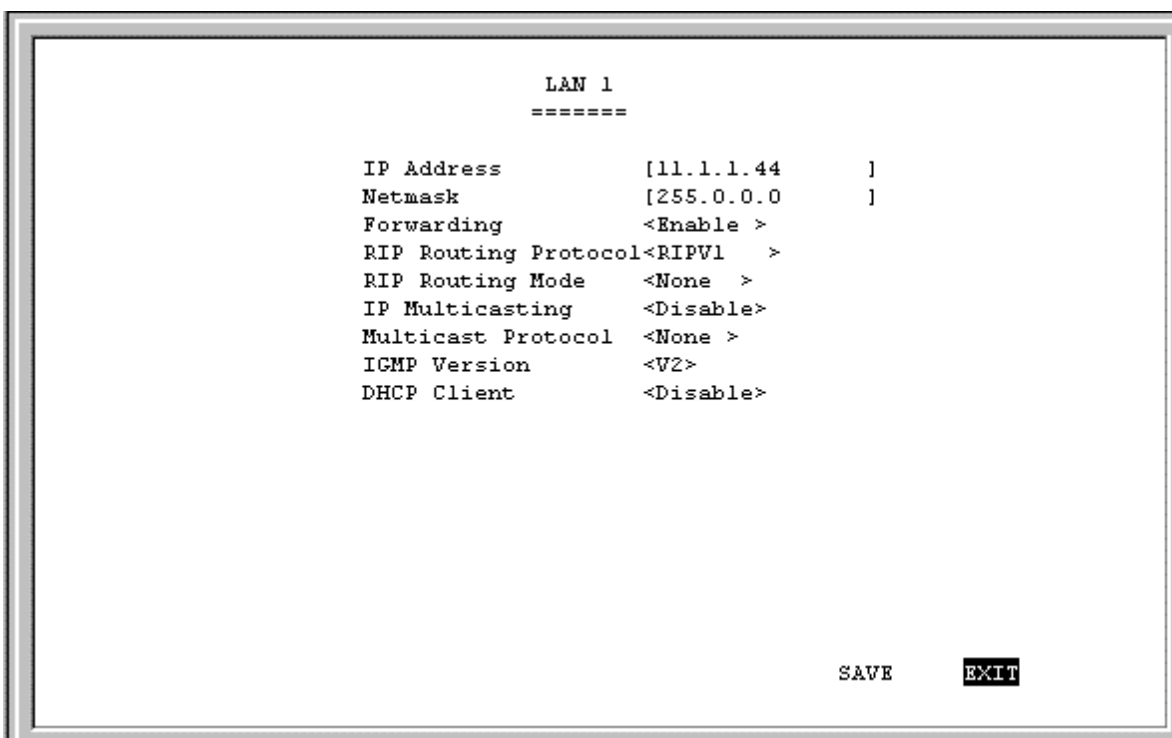 LAN 1
=======
IP Address [11.1.1.44 ]
Netmask [255.0.0.0 ]
Forwarding <Enable >
RIP Routing Protocol<RIPV1 >
RIP Routing Mode <None >
IP Multicasting <Disable>
Multicast Protocol <None >
IGMP Version <V2>
DHCP Client <Disable>
SAVE EXIT